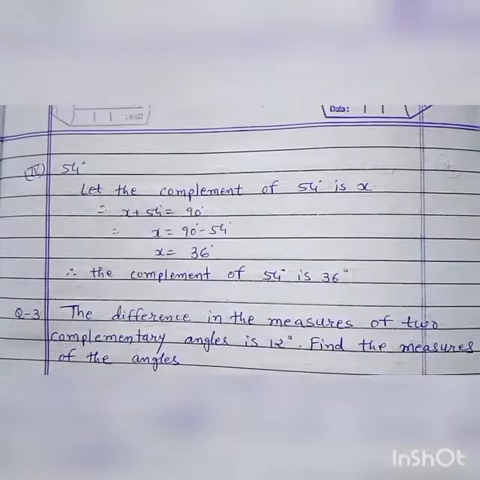 Date:
(IV) 54°
Let the complement of 54° is x
∴ x + 54° = 90°
∴ x = 90° - 54°
x = 36°
∴ the complement of 54° is 36°
Q-3 The difference in the measures of two
complementary angles is 12°. Find the measures
of the angles
InShOt